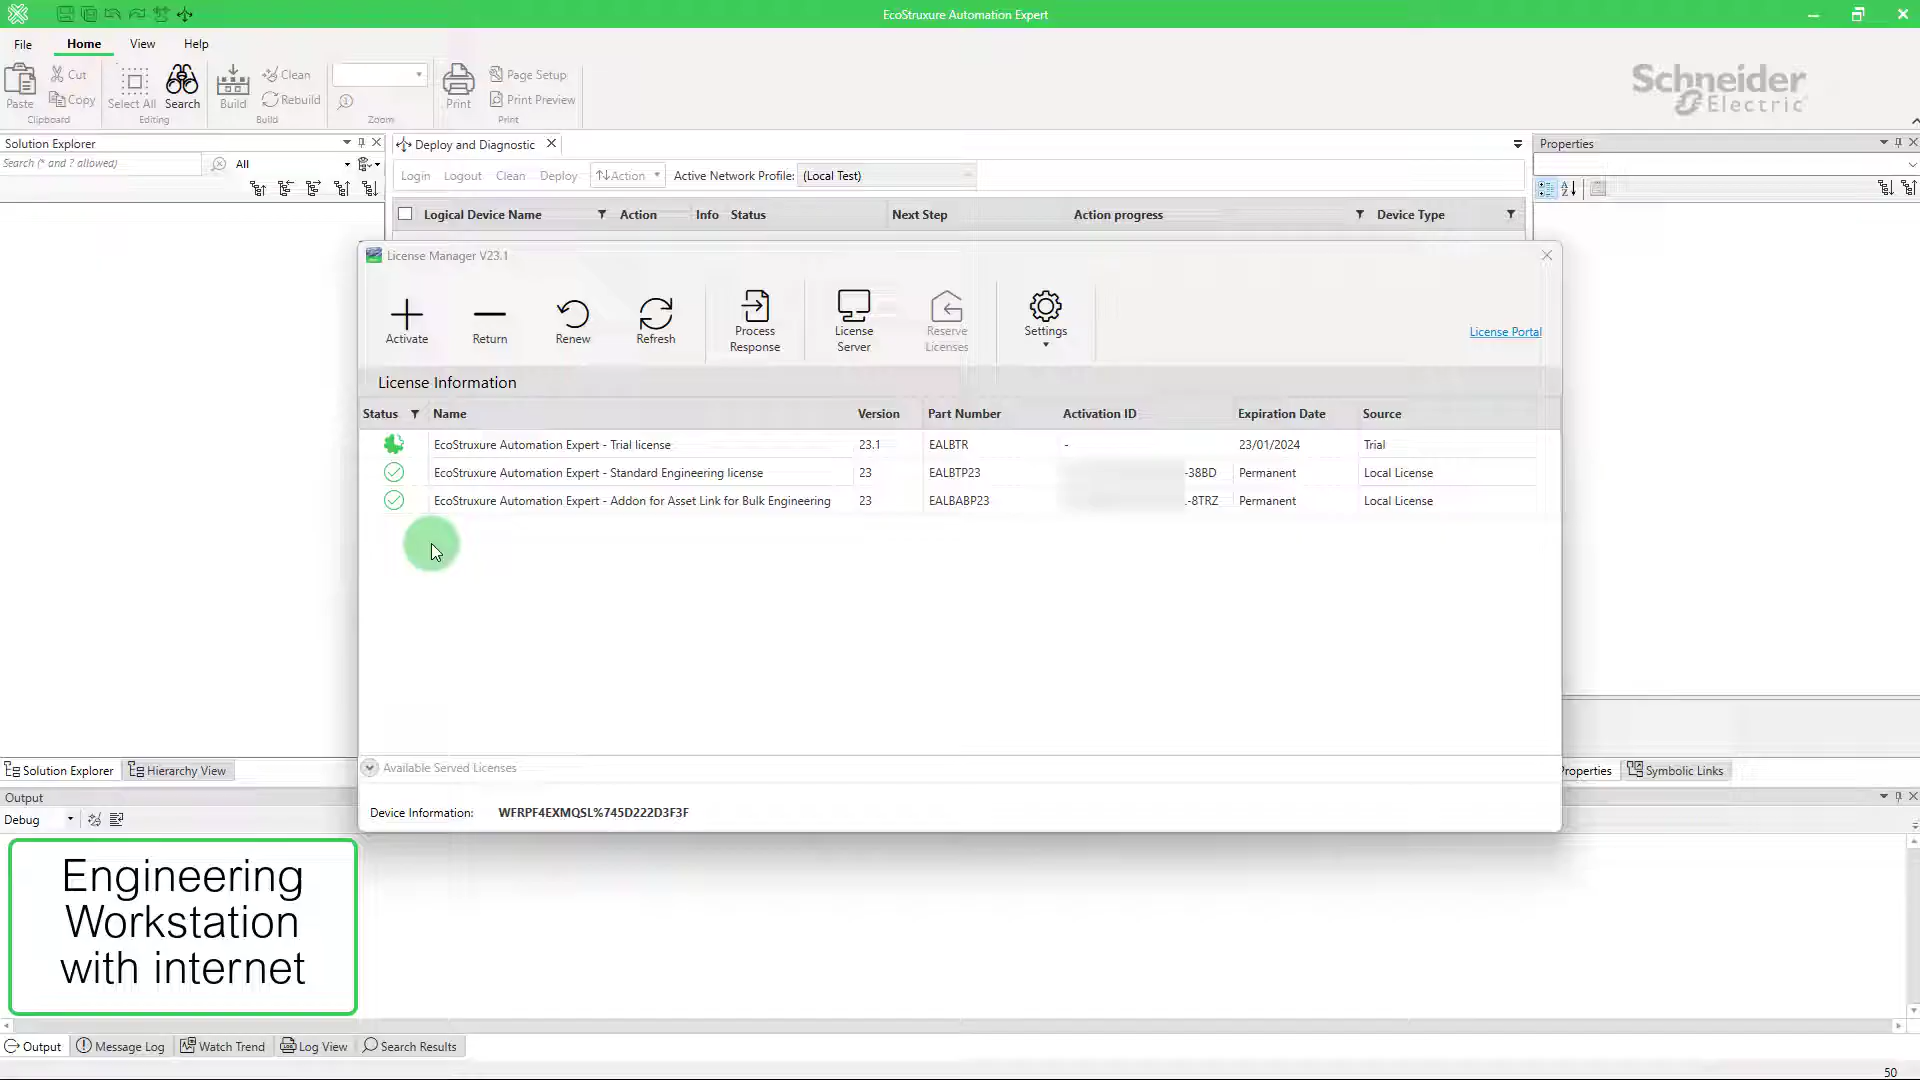 EcoStruxure Automation Expert
File Home View Help
Paste Cut Copy Select All Search Build Clean Rebuild Print Page Setup Print Preview
Clipboard Editing Build Zoom Print
Schneider
Electric
Solution Explorer
Search (* and ? allowed) All
Deploy and Diagnostic
Login Logout Clean Deploy Action Active Network Profile: (Local Test)
Logical Device Name Action Info Status Next Step Action progress Device Type
Properties
License Manager V23.1
Activate Return Renew Refresh Process Response License Server Reserve Licenses Settings License Portal
License Information
Status Name Version Part Number Activation ID Expiration Date Source
EcoStruxure Automation Expert - Trial license 23.1 EALBTR - 23/01/2024 Trial
EcoStruxure Automation Expert - Standard Engineering license 23 EALBTP23 -38BD Permanent Local License
EcoStruxure Automation Expert - Addon for Asset Link for Bulk Engineering 23 EALBABP23 -8TRZ Permanent Local License
Available Served Licenses
Device Information: WFRPF4EXMQSL%745D222D3F3F
Solution Explorer Hierarchy View
Properties Symbolic Links
Output
Debug
Engineering
Workstation
with internet
Output Message Log Watch Trend Log View Search Results
50